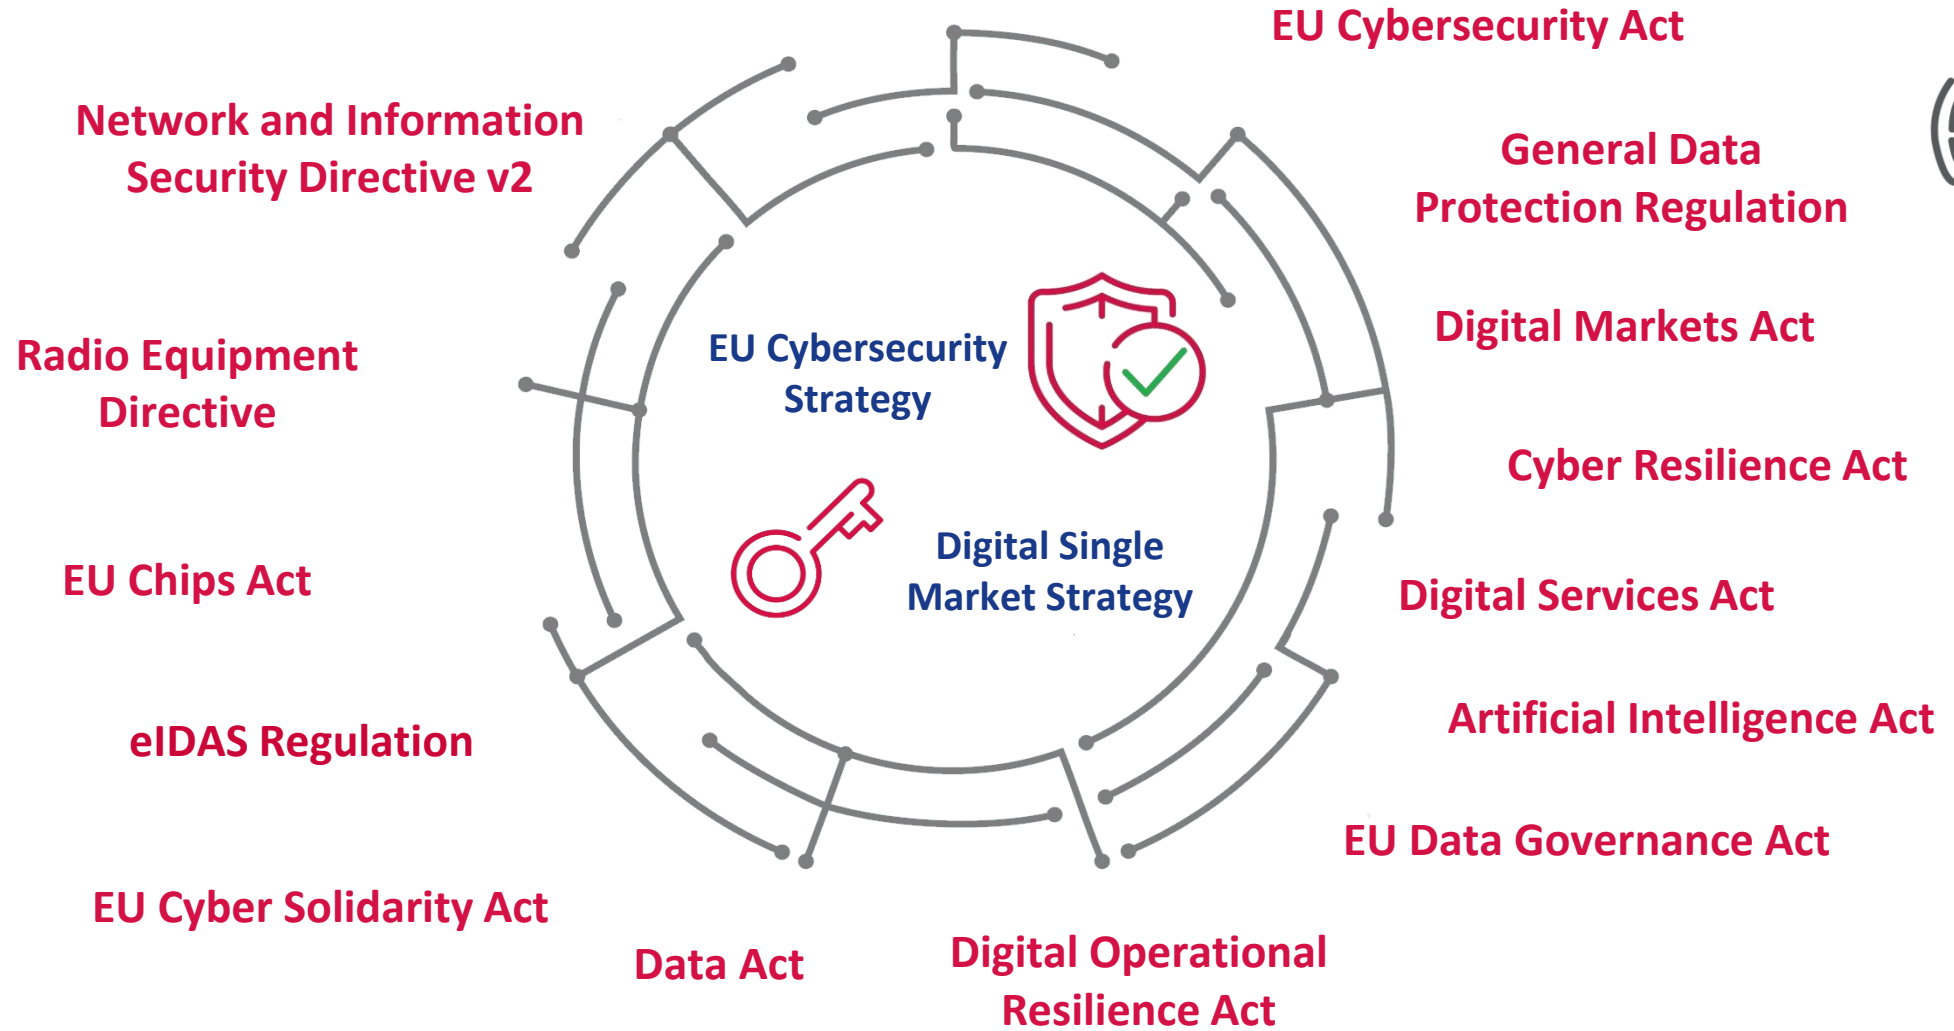 EU Cybersecurity Act
Network and Information
Security Directive v2
General Data
Protection Regulation
Digital Markets Act
Radio Equipment
Directive
EU Cybersecurity
Strategy
Cyber Resilience Act
Digital Single
Market Strategy
EU Chips Act
Digital Services Act
Artificial Intelligence Act
eIDAS Regulation
EU Data Governance Act
EU Cyber Solidarity Act
Data Act
Digital Operational
Resilience Act